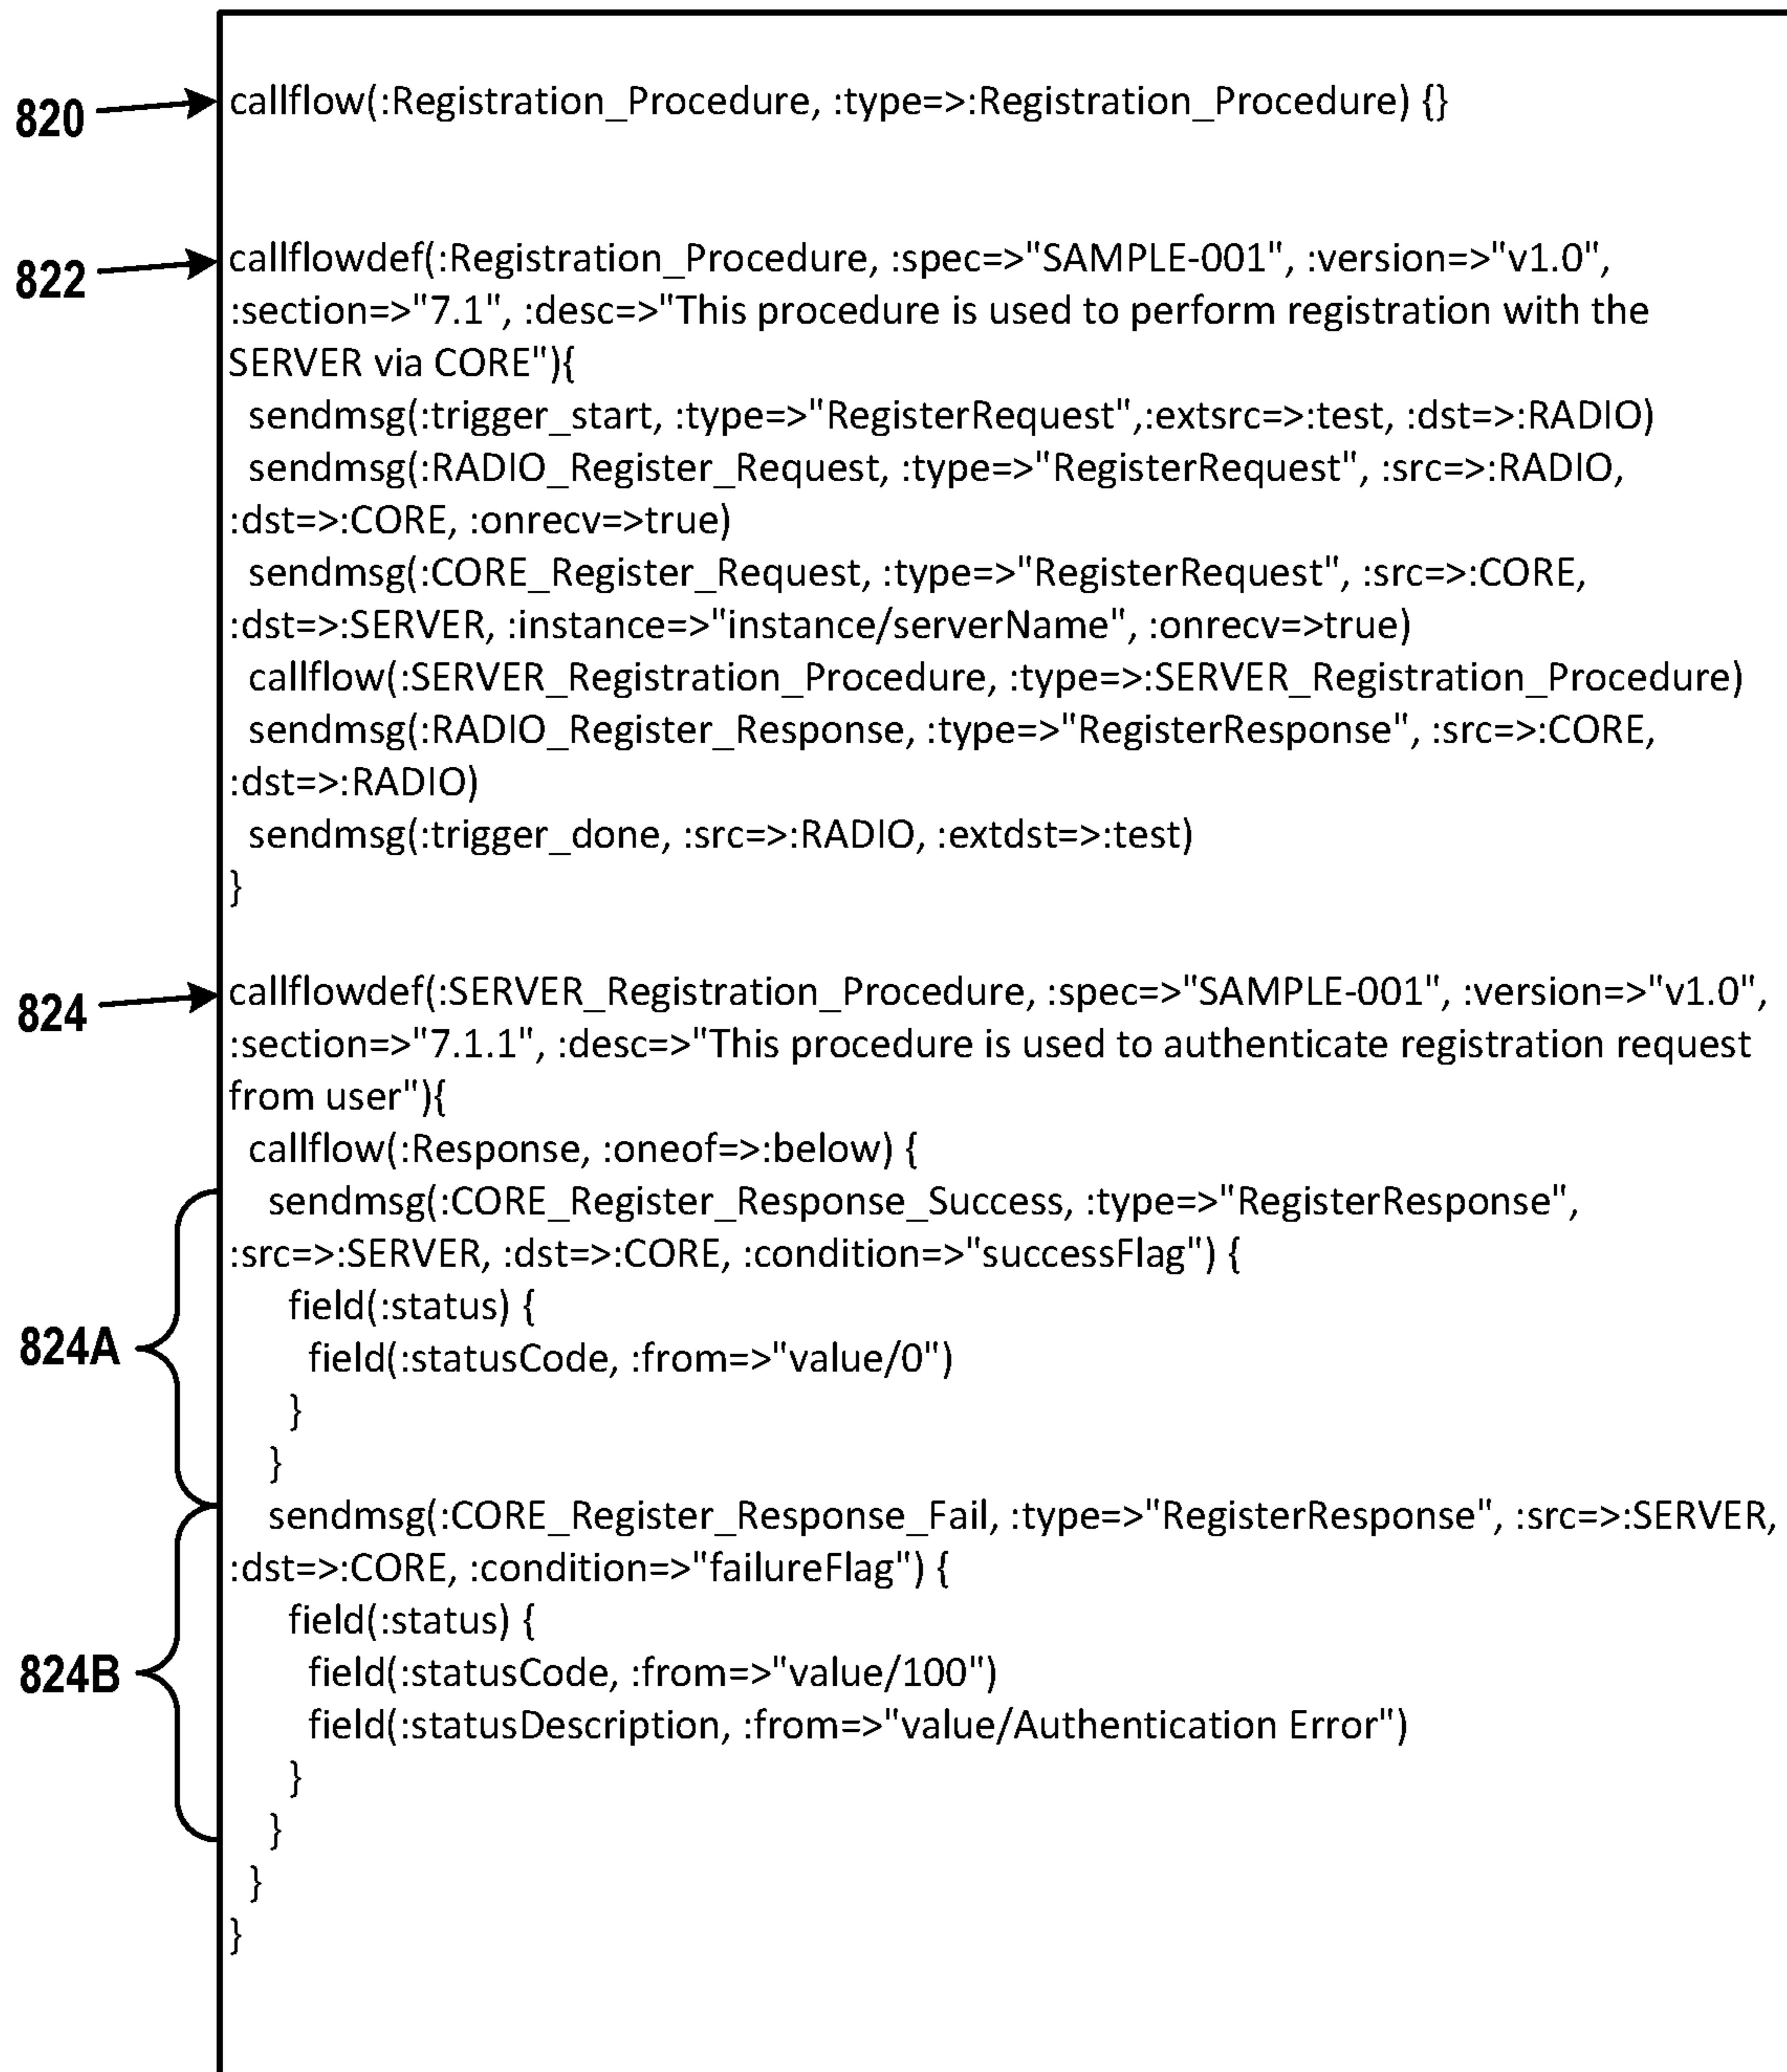 820
callflow(:Registration_Procedure, :type=>:Registration_Procedure) {}
822
callflowdef(:Registration_Procedure, :spec=>"SAMPLE-001", :version=>"v1.0",
:section=>"7.1", :desc=>"This procedure is used to perform registration with the
SERVER via CORE"){
sendmsg(:trigger_start, :type=>"RegisterRequest",:extsrc=>:test, :dst=>:RADIO)
sendmsg(:RADIO_Register_Request, :type=>"RegisterRequest", :src=>:RADIO,
:dst=>:CORE, :onrecv=>true)
sendmsg(:CORE_Register_Request, :type=>"RegisterRequest", :src=>:CORE,
:dst=>:SERVER, :instance=>"instance/serverName", :onrecv=>true)
callflow(:SERVER_Registration_Procedure, :type=>:SERVER_Registration_Procedure)
sendmsg(:RADIO_Register_Response, :type=>"RegisterResponse", :src=>:CORE,
:dst=>:RADIO)
sendmsg(:trigger_done, :src=>:RADIO, :extdst=>:test)
}
824
callflowdef(:SERVER_Registration_Procedure, :spec=>"SAMPLE-001", :version=>"v1.0",
:section=>"7.1.1", :desc=>"This procedure is used to authenticate registration request
from user"){
callflow(:Response, :oneof=>:below) {
824A
sendmsg(:CORE_Register_Response_Success, :type=>"RegisterResponse",
:src=>:SERVER, :dst=>:CORE, :condition=>"successFlag") {
field(:status) {
field(:statusCode, :from=>"value/0")
}
}
824B
sendmsg(:CORE_Register_Response_Fail, :type=>"RegisterResponse", :src=>:SERVER,
:dst=>:CORE, :condition=>"failureFlag") {
field(:status) {
field(:statusCode, :from=>"value/100")
field(:statusDescription, :from=>"value/Authentication Error")
}
}
}
}